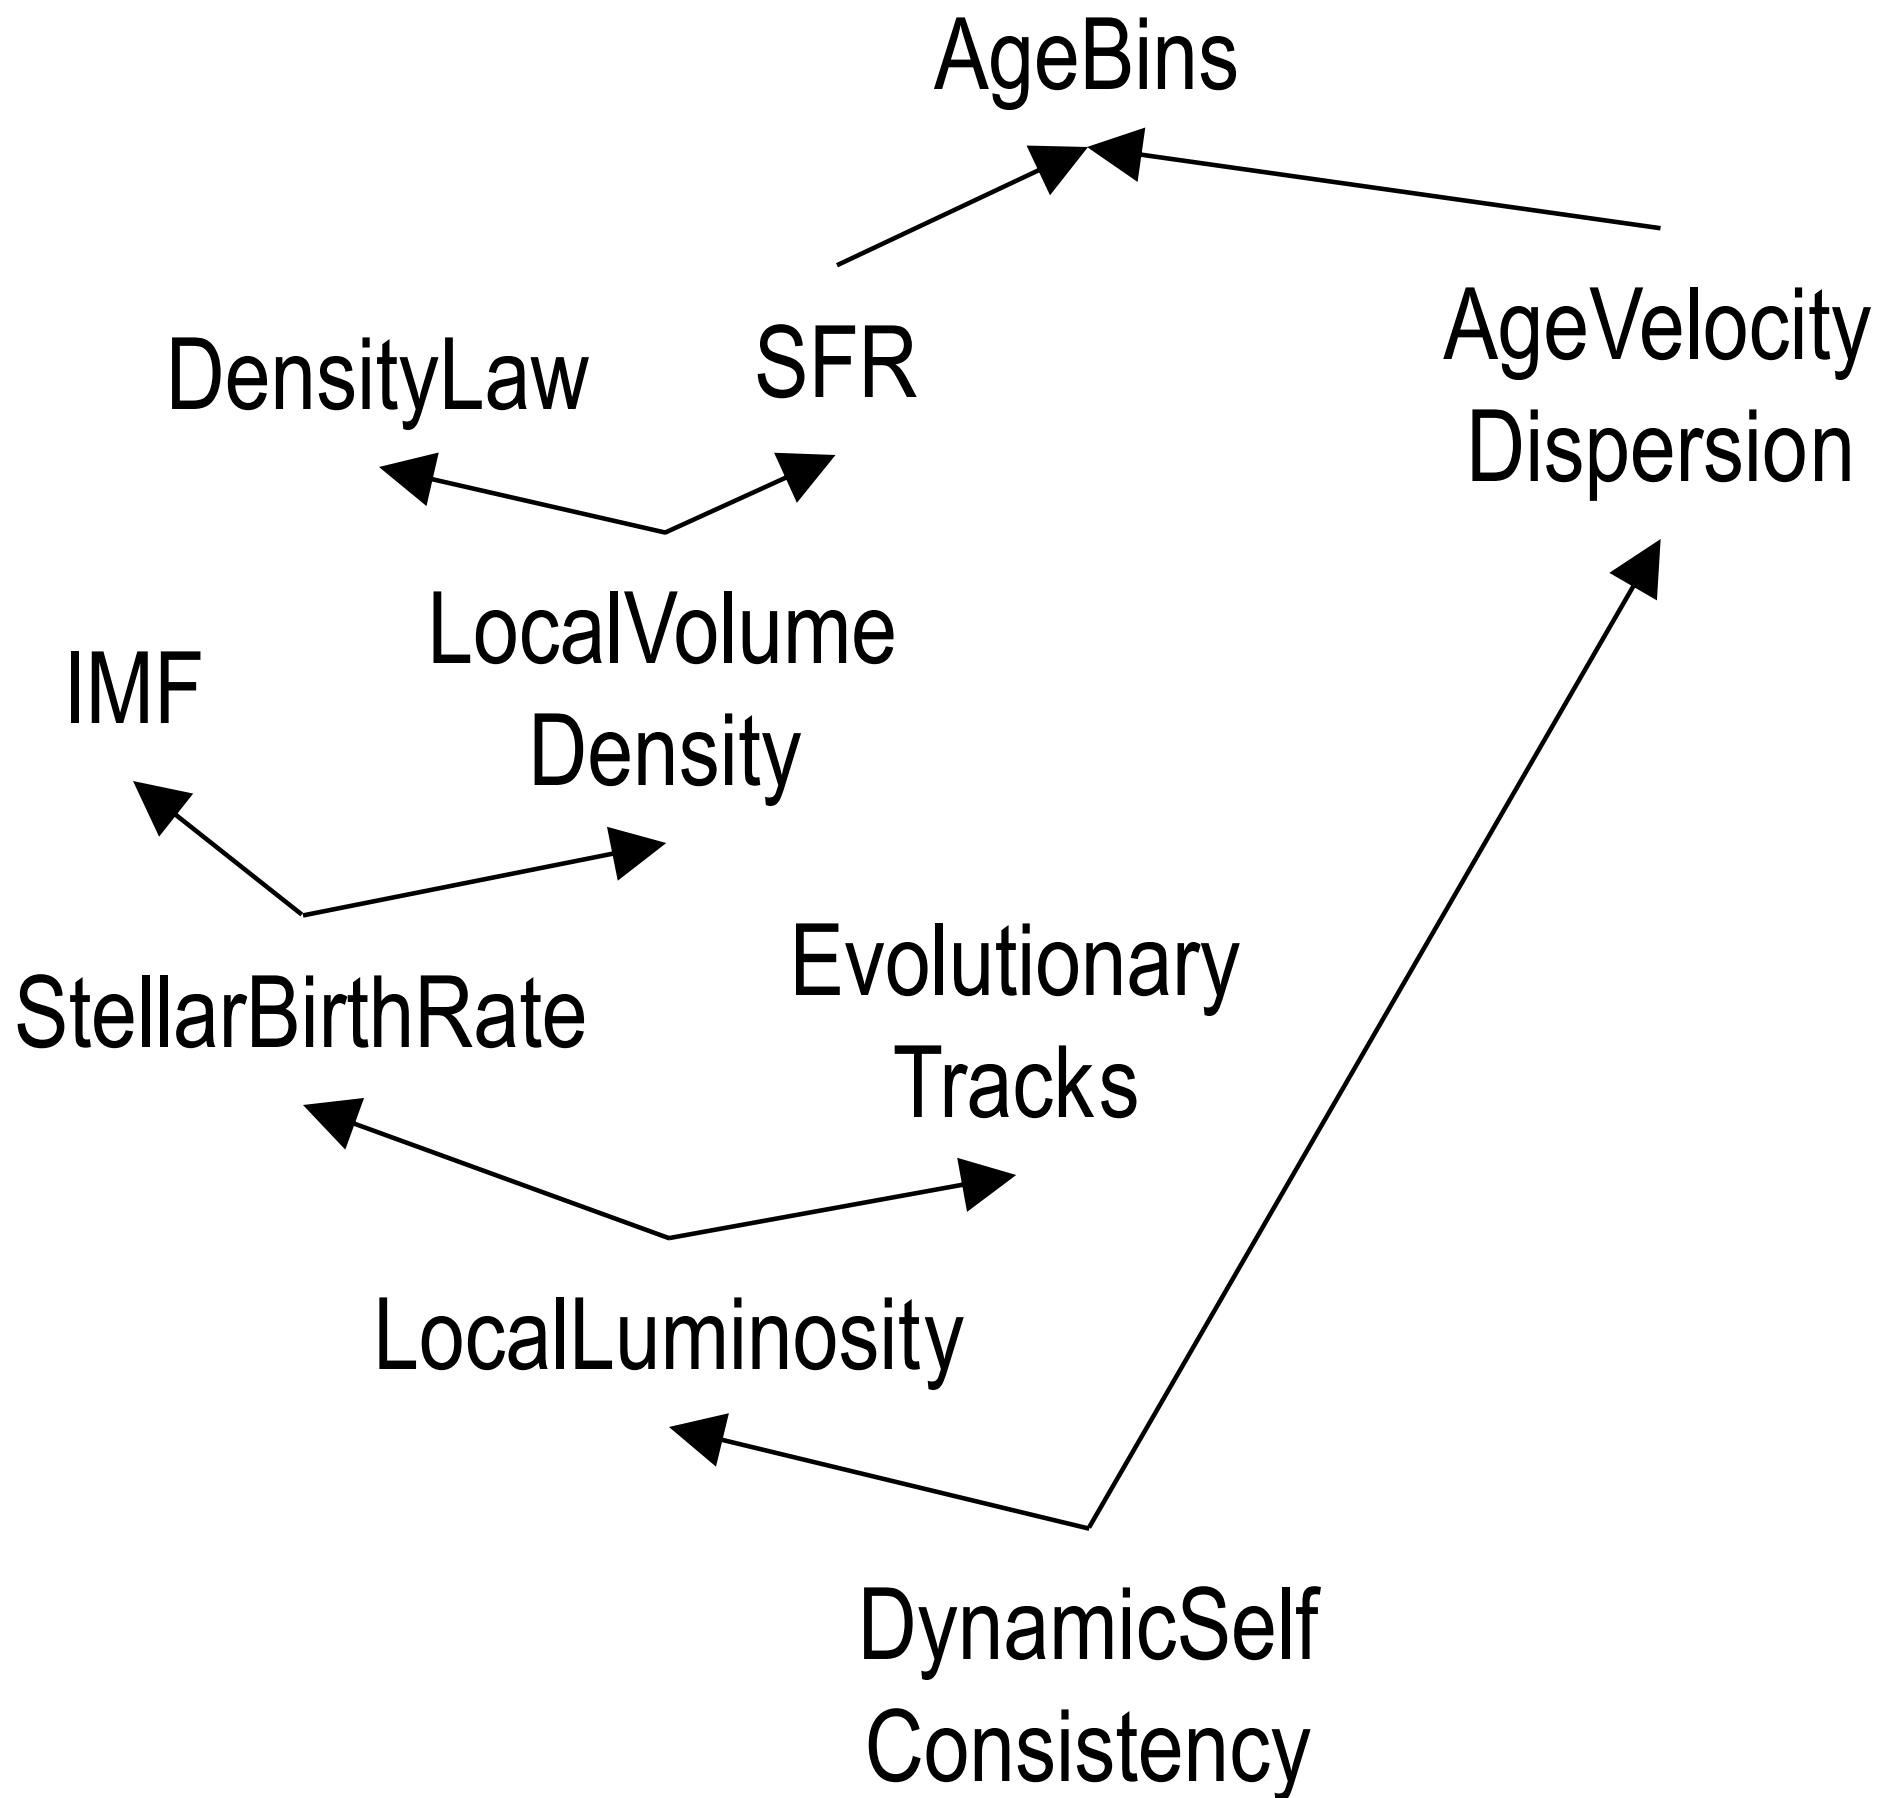 AgeBins
DensityLaw
SFR
AgeVelocity
Dispersion
LocalVolume
Density
IMF
StellarBirthRate
Evolutionary
Tracks
LocalLuminosity
DynamicSelf
Consistency